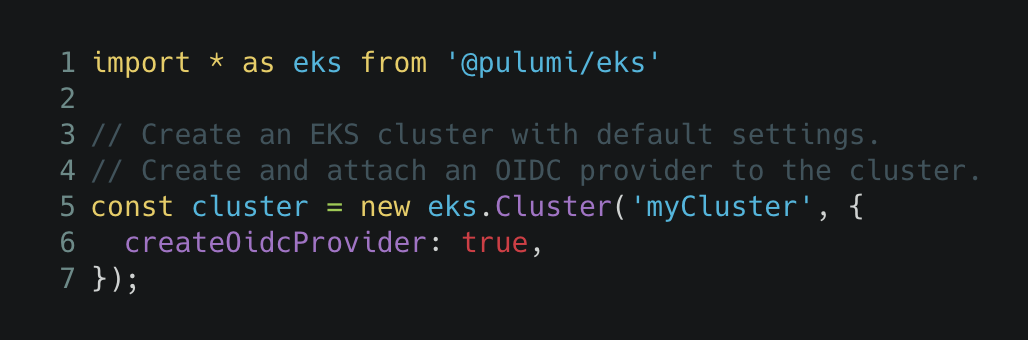 1 import * as eks from '@pulumi/eks'
2
3 // Create an EKS cluster with default settings.
4 // Create and attach an OIDC provider to the cluster.
5 const cluster = new eks.Cluster('myCluster', {
6   createOidcProvider: true,
7 });